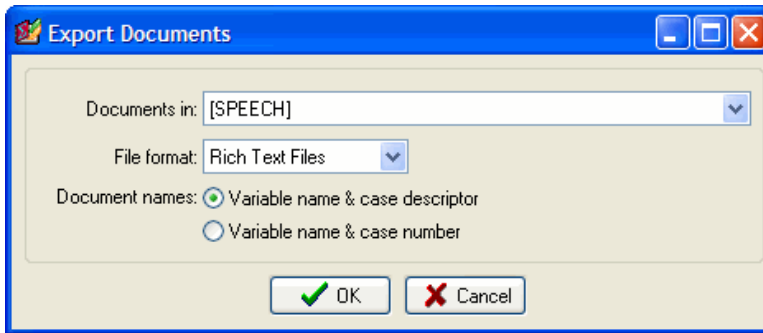 Export Documents
Documents in: [SPEECH]
File format: Rich Text Files
Document names: Variable name & case descriptor
Variable name & case number
OK Cancel